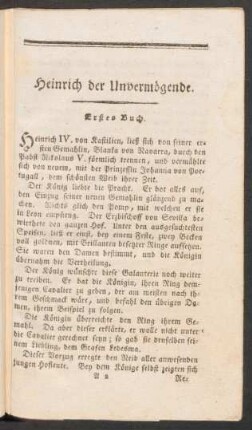 Heinrich der Unvermögende.
Erstes Buch.
Heinrich IV. von Kastilien, ließ sich von seiner er-
sten Gemahlin, Blanka von Navarra, durch den
Pabst Nikolaus V. förmlich trennen, und vermählte
sich von neuem, mit der Prinzeßin Johanna von Por-
tugall, dem schönsten Weib ihrer Zeit.
Der König liebte die Pracht. Er bot alles auf,
den Einzug seiner neuen Gemahlin glänzend zu ma-
chen. Nichts glich dem Pomp, mit welchem er sie
in Leon empfieng. Der Erzbischof von Sevilla be-
wirthete den ganzen Hof. Unter den ausgesuchtesten
Speisen, ließ er einst, bey einem Feste, zwey Becken
voll goldner, mit Brillanten besetzter Ringe aufsetzen.
Sie waren den Damen bestimmt, und die Königin
übernahm die Vertheilung.
Der König wünschte diese Galanterie noch weiter
zu treiben. Er bat die Königin, ihren Ring dem-
jenigen Cavalier zu geben, der am meisten nach ih-
rem Geschmack wäre, und befahl den übrigen Da-
men, ihrem Beispiel zu folgen.
Die Königin überreichte den Ring ihrem Ge-
mahl. Da aber dieser erklärte, er wolle nicht unter
die Cavalier gerechnet seyn; so gab sie denselben sei-
nem Liebling, dem Grafen Ledesma.
Dieser Vorzug erregte den Neid aller anwesenden
jungen Hofleute. Bey dem Könige selbst zeigten sich